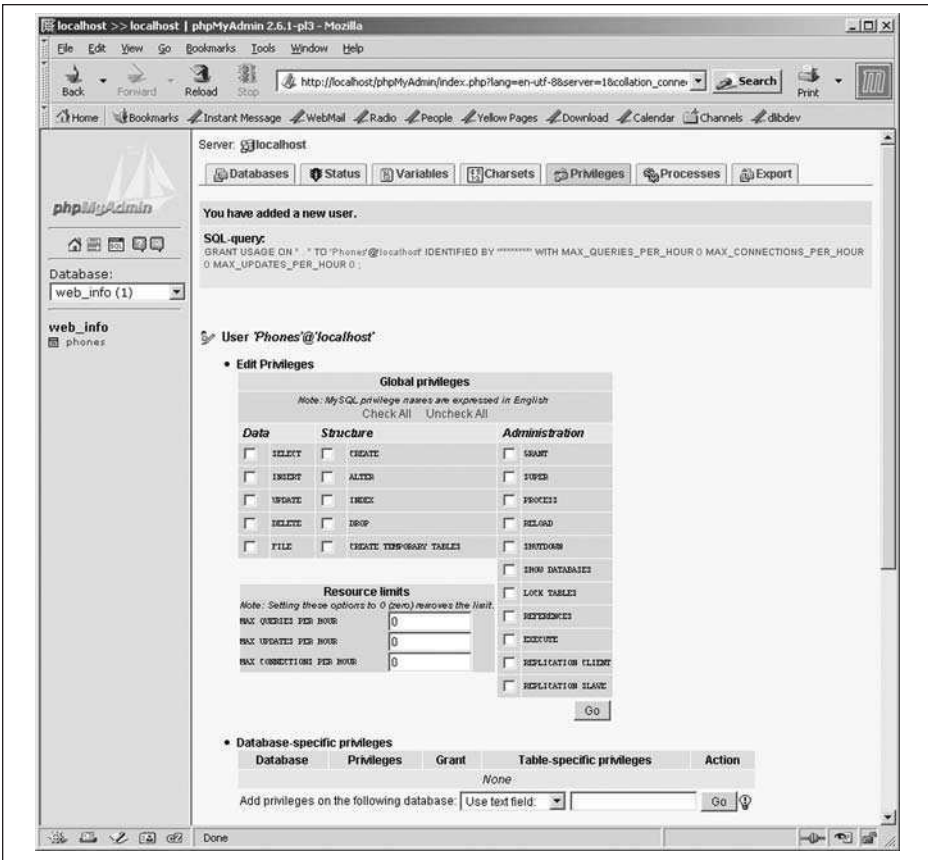 localhost >> localhost | phpMyAdmin 2.6.1-pl3 - Mozilla
File Edit View Go Bookmarks Tools Window Help
Back Forward Reload Stop http://localhost/phpMyAdmin/index.php?lang=en-utf-8&server=1&collation_conne Search Print
Home Bookmarks Instant Message WebMail Radio People Yellow Pages Download Calendar Channels dlbdev
phpMyAdmin
Database:
web_info (1)
web_info
phones
Server: localhost
Databases Status Variables Charsets Privileges Processes Export
You have added a new user.
SQL-query:
GRANT USAGE ON * . * TO 'Phones'@'localhost' IDENTIFIED BY '*********' WITH MAX_QUERIES_PER_HOUR 0 MAX_CONNECTIONS_PER_HOUR
0 MAX_UPDATES_PER_HOUR 0 ;
User 'Phones'@'localhost'
• Edit Privileges
Global privileges
Note: MySQL privilege names are expressed in English
Check All Uncheck All
Data Structure Administration
SELECT CREATE GRANT
INSERT ALTER SUPER
UPDATE INDEX PROCESS
DELETE DROP RELOAD
FILE CREATE TEMPORARY TABLES SHUTDOWN
SHOW DATABASES
LOCK TABLES
REFERENCES
EXECUTE
REPLICATION CLIENT
REPLICATION SLAVE
Resource limits
Note: Setting these options to 0 (zero) removes the limit.
MAX QUERIES PER HOUR 0
MAX UPDATES PER HOUR 0
MAX CONNECTIONS PER HOUR 0
Go
• Database-specific privileges
Database Privileges Grant Table-specific privileges Action
None
Add privileges on the following database: Use text field: Go
Done